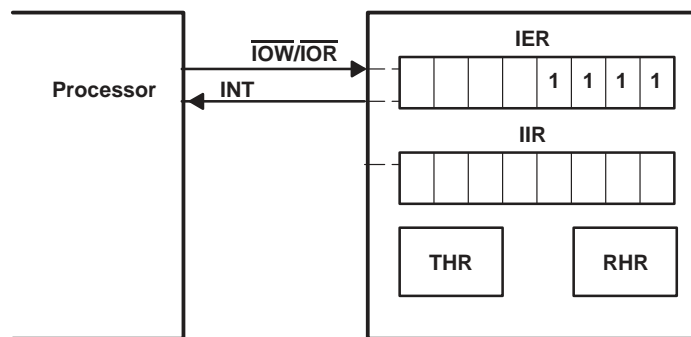 IOW/IOR
IER
Processor
INT
1 1 1 1
IIR
THR
RHR